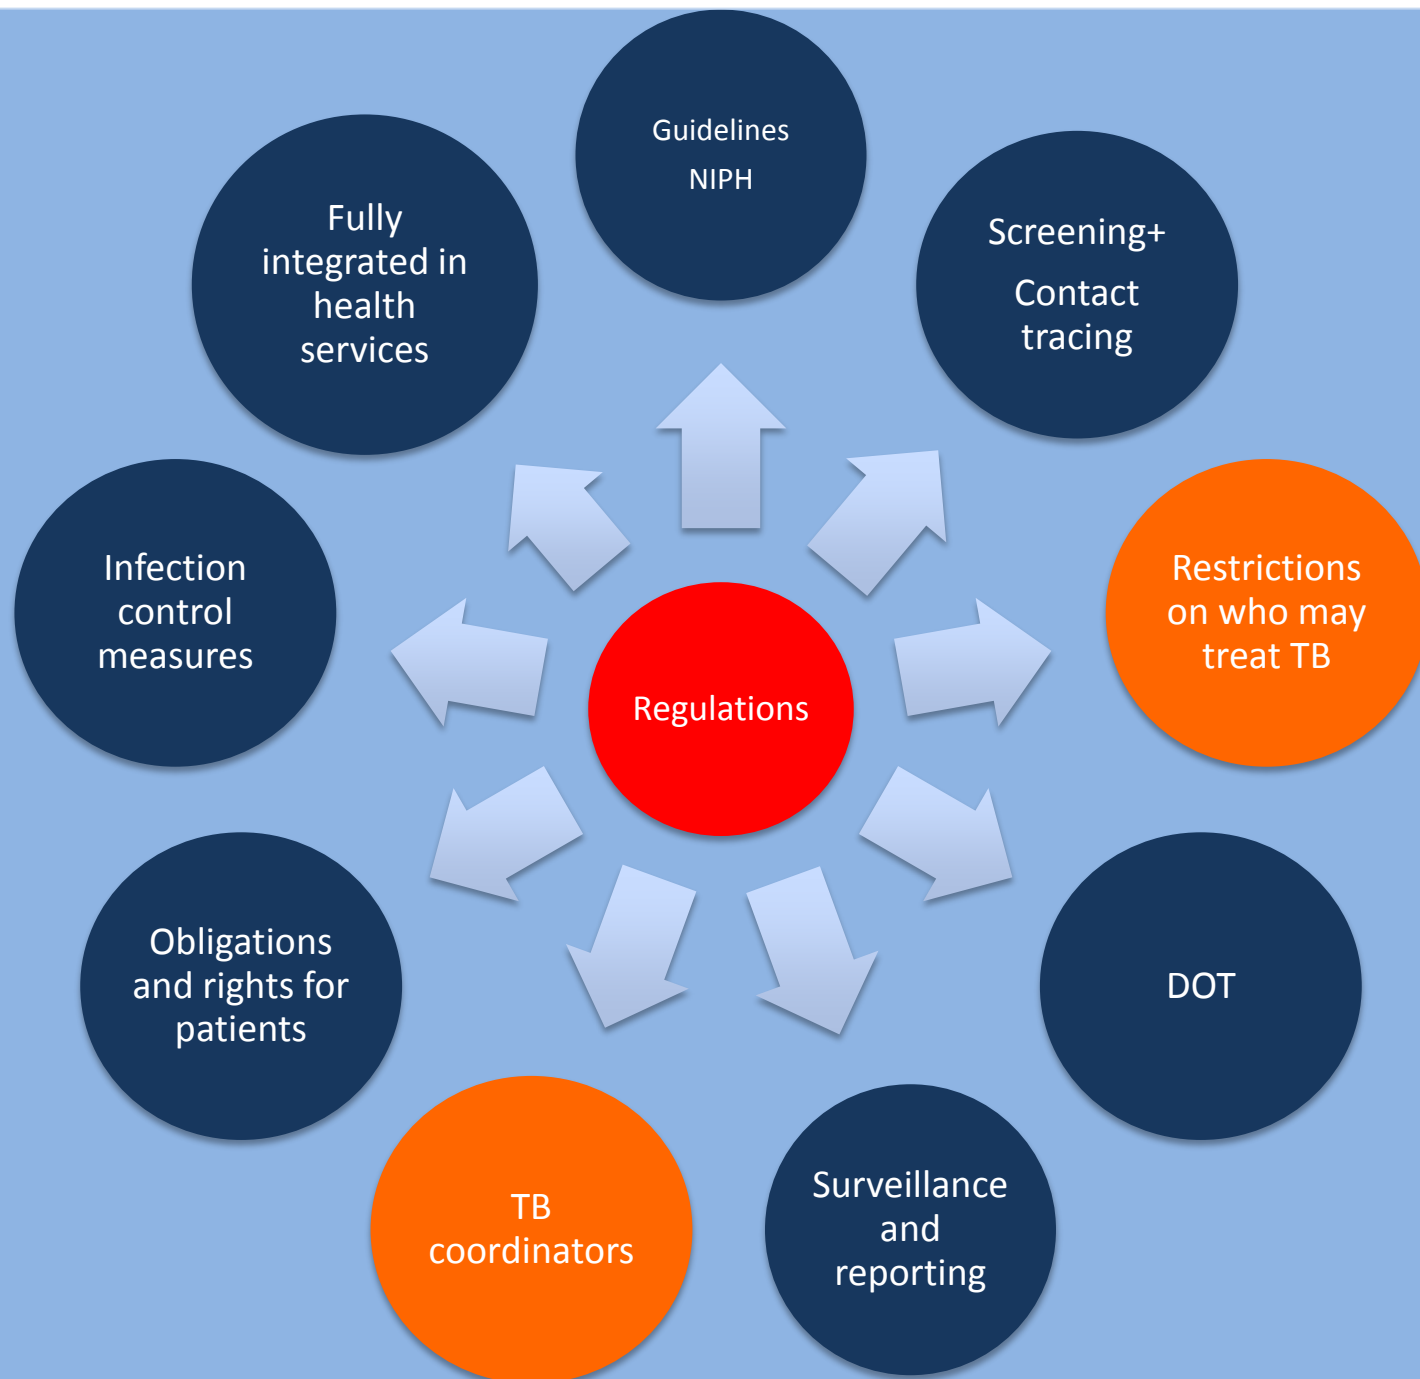 Guidelines
NIPH
Screening+
Contact
tracing
Restrictions
on who may
treat TB
DOT
Surveillance
and
reporting
TB
coordinators
Obligations
and rights for
patients
Infection
control
measures
Fully
integrated in
health
services
Regulations